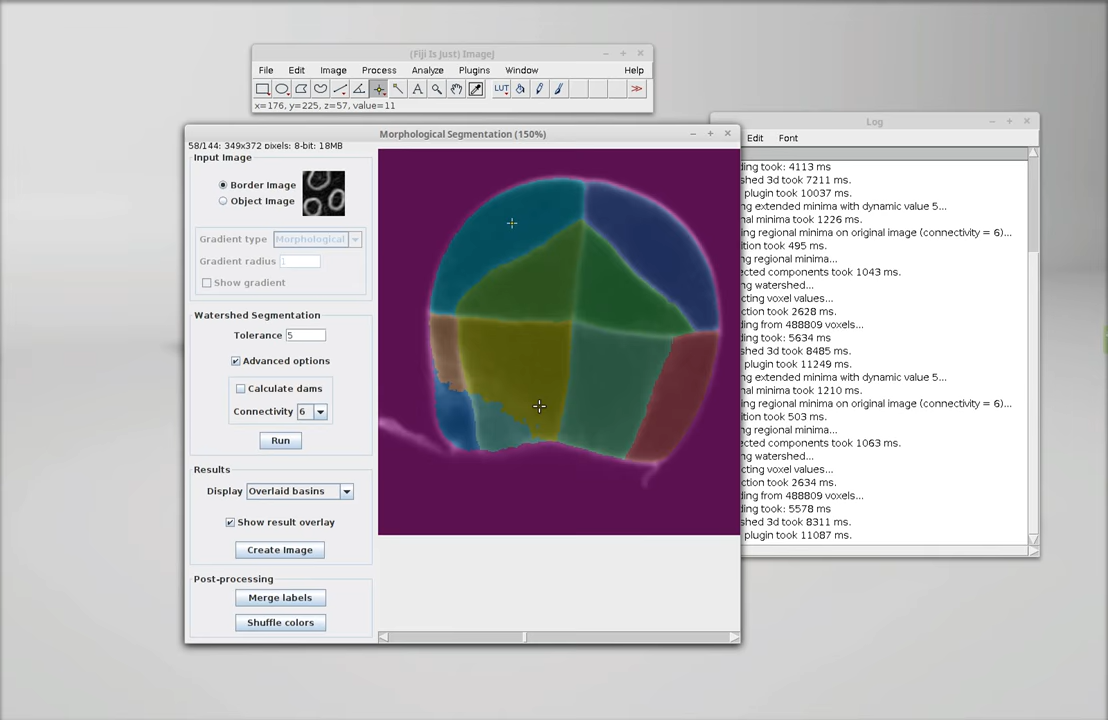 (Fiji Is Just) ImageJ
File Edit Image Process Analyze Plugins Window Help
LUT
x=176, y=225, z=57, value=11
Morphological Segmentation (150%)
58/144: 349x372 pixels: 8-bit: 18MB
Input Image
Border Image
Object Image
Gradient type Morphological
Gradient radius 1
Show gradient
Watershed Segmentation
Tolerance 5
Advanced options
Calculate dams
Connectivity 6
Run
Results
Display Overlaid basins
Show result overlay
Create Image
Post-processing
Merge labels
Shuffle colors
Log
Edit Font
ding took: 4113 ms
shed 3d took 7211 ms.
plugin took 10037 ms.
ng extended minima with dynamic value 5...
nal minima took 1226 ms.
ing regional minima on original image (connectivity = 6)...
sition took 495 ms.
ing regional minima...
ected components took 1043 ms.
ng watershed...
cting voxel values...
ction took 2628 ms.
ding from 488809 voxels...
ding took: 5634 ms
shed 3d took 8485 ms.
plugin took 11249 ms.
ng extended minima with dynamic value 5...
nal minima took 1210 ms.
ing regional minima on original image (connectivity = 6)...
sition took 503 ms.
ing regional minima...
ected components took 1063 ms.
ng watershed...
cting voxel values...
ction took 2634 ms.
ding from 488809 voxels...
ding took: 5578 ms
shed 3d took 8311 ms.
plugin took 11087 ms.